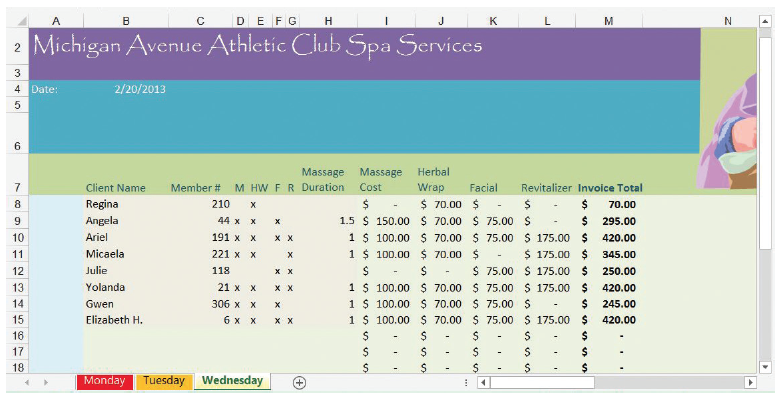 A B C D E F G H I J K L M N
2 Michigan Avenue Athletic Club Spa Services
3
4 Date: 2/20/2013
5
6
Massage Massage Herbal
7 Client Name Member # M HW F R Duration Cost Wrap Facial Revitalizer Invoice Total
8 Regina 210 x $ - $ 70.00 $ - $ - $ 70.00
9 Angela 44 x x x 1.5 $ 150.00 $ 70.00 $ 75.00 $ - $ 295.00
10 Ariel 191 x x x x 1 $ 100.00 $ 70.00 $ 75.00 $ 175.00 $ 420.00
11 Micaela 221 x x x 1 $ 100.00 $ 70.00 $ - $ 175.00 $ 345.00
12 Julie 118 x x $ - $ - $ 75.00 $ 175.00 $ 250.00
13 Yolanda 21 x x x x 1 $ 100.00 $ 70.00 $ 75.00 $ 175.00 $ 420.00
14 Gwen 306 x x x 1 $ 100.00 $ 70.00 $ 75.00 $ - $ 245.00
15 Elizabeth H. 6 x x x x 1 $ 100.00 $ 70.00 $ 75.00 $ 175.00 $ 420.00
16 $ - $ - $ - $ - $ -
17 $ - $ - $ - $ - $ -
18 $ - $ - $ - $ - $ -
Monday Tuesday Wednesday